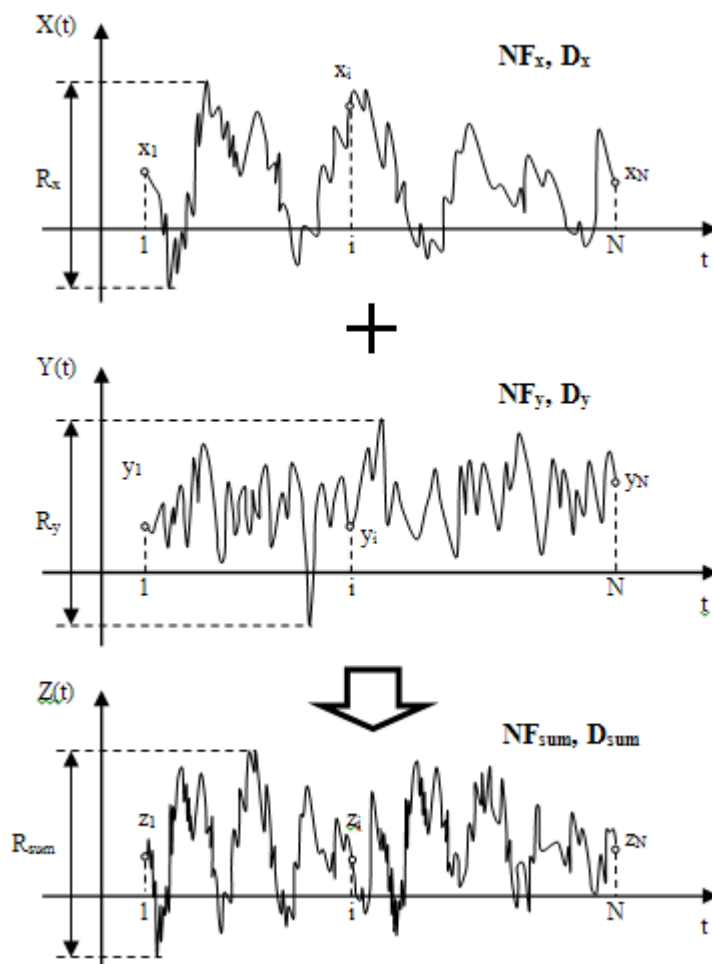 X(t)
NFx, Dx
xi
x1
Rx
xN
1
i
N
t
+
Y(t)
NFy, Dy
y1
yN
Ry
yi
1
i
N
t
Z(t)
NFsum, Dsum
z1
zi
zN
Rsum
1
i
N
t